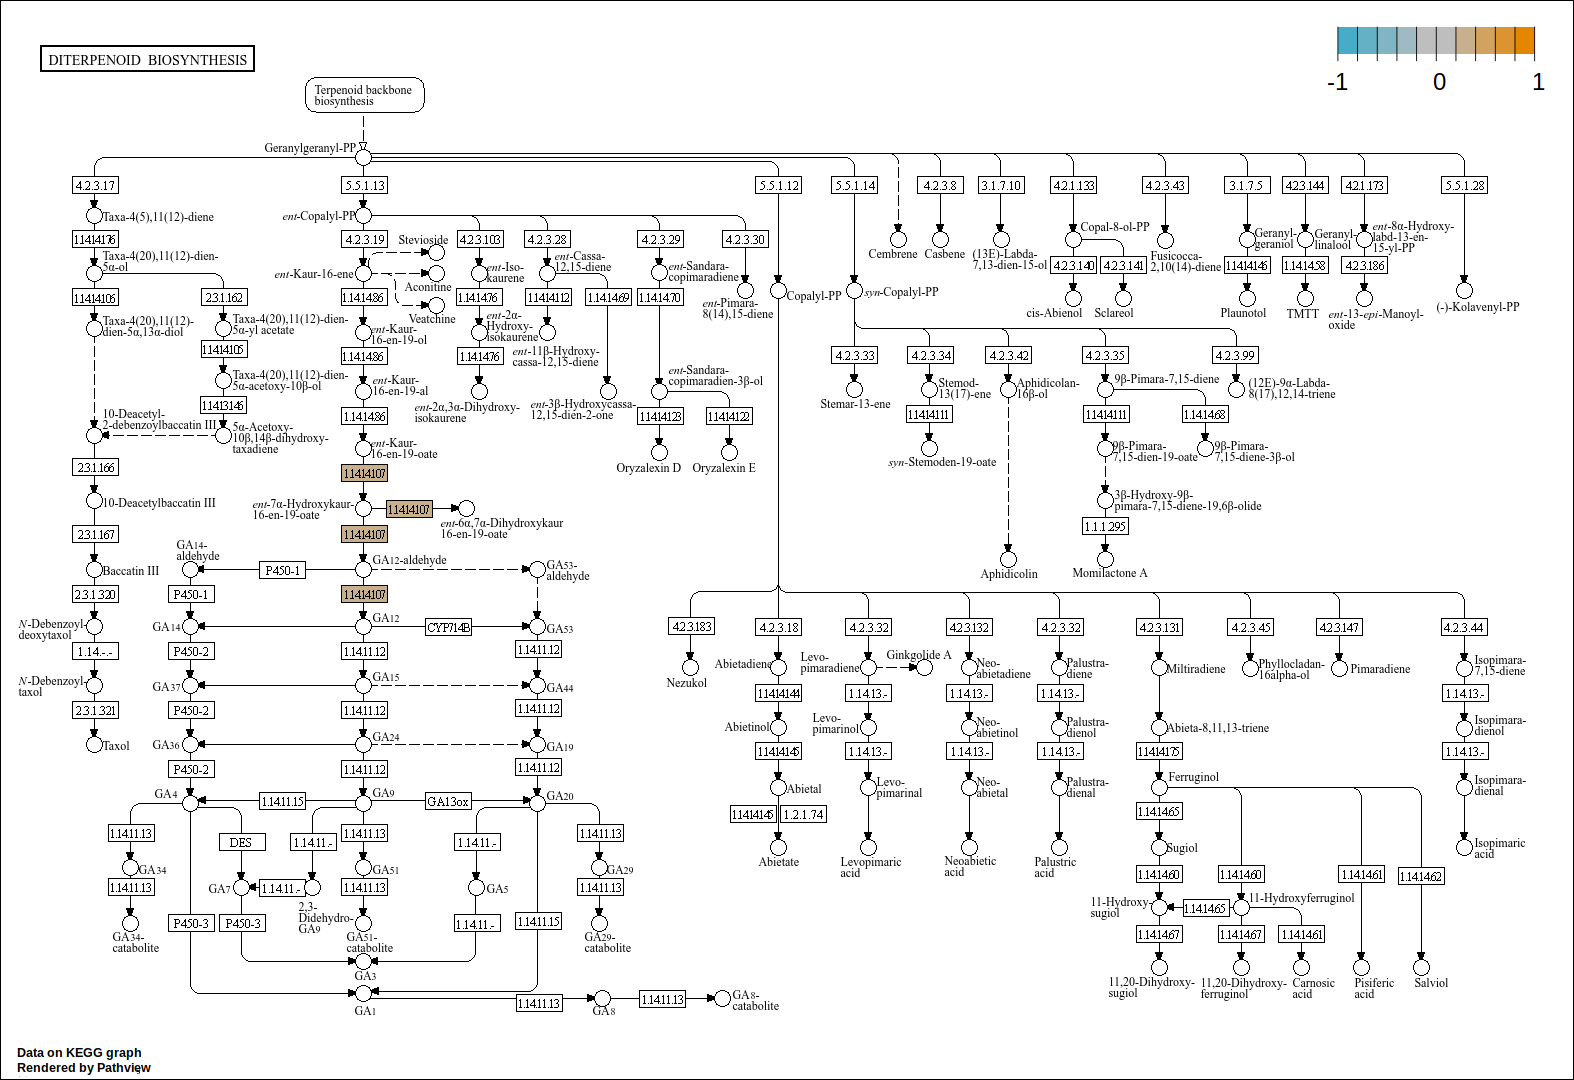 DITERPENOID BIOSYNTHESIS
-1
0
1
Terpenoid backbone
biosynthesis
Geranylgeranyl-PP
4.2.3.17
5.5.1.13
5.5.1.12
5.5.1.14
4.2.3.8
3.1.7.10
4.2.1.133
4.2.3.43
3.1.7.5
4.2.3.144
4.2.1.173
5.5.1.28
Taxa-4(5),11(12)-diene
ent-Copalyl-PP
1.14.14.176
4.2.3.19
Stevioside
4.2.3.103
4.2.3.28
4.2.3.29
4.2.3.30
Cembrene
Casbene
(13E)-Labda-
7,13-dien-15-ol
Copal-8-ol-PP
Fusicocca-
2,10(14)-diene
Geranyl-
geraniol
Geranyl-
linalool
ent-8α-Hydroxy-
labd-13-en-
15-yl-PP
Taxa-4(20),11(12)-dien-
5α-ol
ent-Kaur-16-ene
Aconitine
Veatchine
ent-Iso-
kaurene
ent-Cassa-
12,15-diene
ent-Sandara-
copimaradiene
4.2.3.140
4.2.3.141
1.14.14.145
1.14.14.58
4.2.3.186
1.14.14.106
2.3.1.162
1.14.14.86
1.14.14.76
1.14.14.112
1.14.14.69
1.14.14.70
ent-Pimara-
8(14),15-diene
Copalyl-PP
syn-Copalyl-PP
cis-Abienol
Sclareol
Plaunotol
TMTT
ent-13-epi-Manoyl-
oxide
(-)-Kolavenyl-PP
Taxa-4(20),11(12)-
dien-5α,13α-diol
Taxa-4(20),11(12)-dien-
5α-yl acetate
ent-Kaur-
16-en-19-ol
ent-2α-
Hydroxy-
isokaurene
ent-11β-Hydroxy-
cassa-12,15-diene
1.14.14.105
1.14.14.86
1.14.14.76
4.2.3.33
4.2.3.34
4.2.3.42
4.2.3.35
4.2.3.99
Taxa-4(20),11(12)-dien-
5α-acetoxy-10β-ol
ent-Kaur-
16-en-19-al
ent-2α,3α-Dihydroxy-
isokaurene
ent-3β-Hydroxycassa-
12,15-dien-2-one
ent-Sandara-
copimaradien-3β-ol
Stemar-13-ene
Stemod-
13(17)-ene
Aphidicolan-
16β-ol
9β-Pimara-7,15-diene
(12E)-9α-Labda-
8(17),12,14-triene
1.14.13.146
1.14.14.86
1.14.14.123
1.14.14.122
1.14.14.111
1.14.14.111
1.14.14.68
10-Deacetyl-
2-debenzoylbaccatin III
5α-Acetoxy-
10β,14β-dihydroxy-
taxadiene
ent-Kaur-
16-en-19-oate
Oryzalexin D
Oryzalexin E
syn-Stemoden-19-oate
9β-Pimara-
7,15-dien-19-oate
9β-Pimara-
7,15-diene-3β-ol
2.3.1.166
1.14.14.107
10-Deacetylbaccatin III
ent-7α-Hydroxykaur-
16-en-19-oate
1.14.14.107
ent-6α,7α-Dihydroxykaur
16-en-19-oate
3β-Hydroxy-9β-
pimara-7,15-diene-19,6β-olide
2.3.1.167
1.14.14.107
1.1.1.295
Baccatin III
GA14-
aldehyde
P450-1
GA12-aldehyde
GA53-
aldehyde
Aphidicolin
Momilactone A
2.3.1.320
P450-1
1.14.14.107
N-Debenzoyl-
deoxytaxol
GA14
GA12
CYP714B
GA53
4.2.3.183
4.2.3.18
4.2.3.32
4.2.3.132
4.2.3.32
4.2.3.131
4.2.3.45
4.2.3.147
4.2.3.44
1.14.-.-
P450-2
1.14.11.12
1.14.11.12
Nezukol
Abietadiene
Levo-
pimaradiene
Ginkgolide A
Neo-
abietadiene
Palustra-
diene
Miltiradiene
Phyllocladan-
16alpha-ol
Pimaradiene
Isopimara-
7,15-diene
N-Debenzoyl-
taxol
GA37
GA15
GA44
1.14.14.144
1.14.13.-
1.14.13.-
1.14.13.-
1.14.13.-
2.3.1.321
P450-2
1.14.11.12
1.14.11.12
Abietinol
Levo-
pimarinol
Neo-
abietinol
Palustra-
dienol
Abieta-8,11,13-triene
Isopimara-
dienol
Taxol
GA36
GA24
GA19
1.14.14.145
1.14.13.-
1.14.13.-
1.14.13.-
1.14.14.175
1.14.13.-
P450-2
1.14.11.12
1.14.11.12
Abietal
Levo-
pimarinal
Neo-
abietal
Palustra-
dienal
Ferruginol
Isopimara-
dienal
GA4
1.14.11.15
GA9
GA13ox
GA20
1.14.14.145
1.2.1.74
1.14.14.65
1.14.11.13
DES
1.14.11.-
1.14.11.13
1.14.11.-
1.14.11.13
Abietate
Levopimaric
acid
Neoabietic
acid
Palustric
acid
Sugiol
Isopimaric
acid
GA34
GA51
GA29
1.14.11.13
GA7
1.14.11.-
1.14.11.13
GA5
1.14.11.13
1.14.14.60
1.14.14.60
1.14.14.61
1.14.14.62
2,3-
Didehydro-
GA9
11-Hydroxy-
sugiol
1.14.14.65
11-Hydroxyferruginol
P450-3
P450-3
1.14.11.-
1.14.11.15
GA34-
catabolite
GA51-
catabolite
GA29-
catabolite
1.14.14.67
1.14.14.67
1.14.14.61
GA3
11,20-Dihydroxy-
sugiol
11,20-Dihydroxy-
ferruginol
Carnosic
acid
Pisiferic
acid
Salviol
GA1
1.14.11.13
GA8
1.14.11.13
GA8-
catabolite
Data on KEGG graph
Rendered by Pathview